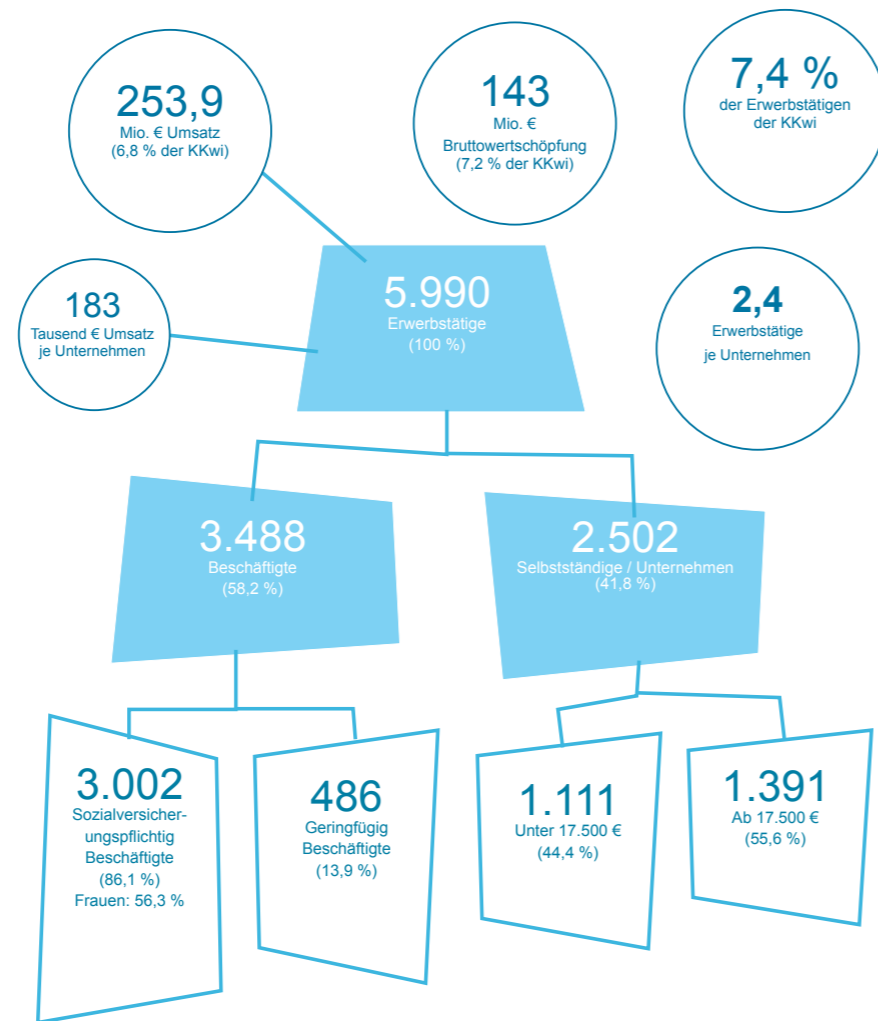 253,9
Mio. € Umsatz
(6,8 % der KKwi)
143
Mio. €
Bruttowertschöpfung
(7,2 % der KKwi)
7,4 %
der Erwerbstätigen
der KKwi
183
Tausend € Umsatz
je Unternehmen
5.990
Erwerbstätige
(100 %)
2,4
Erwerbstätige
je Unternehmen
3.488
Beschäftigte
(58,2 %)
2.502
Selbstständige / Unternehmen
(41,8 %)
3.002
Sozialversicher-
ungspflichtig
Beschäftigte
(86,1 %)
Frauen: 56,3 %
486
Geringfügig
Beschäftigte
(13,9 %)
1.111
Unter 17.500 €
(44,4 %)
1.391
Ab 17.500 €
(55,6 %)